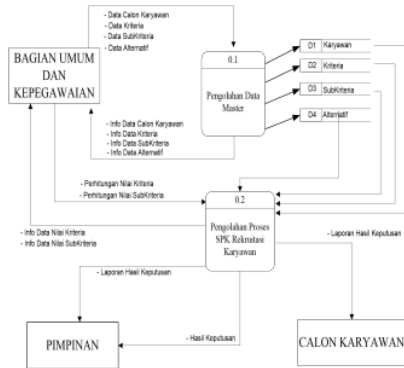 - Data Calon Karyawan
- Data Kriteria
- Data SubKriteria
- Data Alternatif
BAGIAN UMUM
DAN
KEPEGAWAIAN
0.1
Pengolahan Data
Master
D1 Karyawan
D2 Kriteria
D3 SubKriteria
D4 Alternatif
- Info Data Calon Karyawan
- Info Data Kriteria
- Info Data SubKriteria
- Info Data Alternatif
- Perhitungan Nilai Kriteria
- Perhitungan Nilai SubKriteria
0.2
Pengolahan Proses
SPK Rekruitasi
Karyawan
- Info Data Nilai Kriteria
- Info Data Nilai SubKriteria
- Laporan Hasil Keputusan
- Laporan Hasil Keputusan
- Hasil Keputusan
PIMPINAN
CALON KARYAWAN